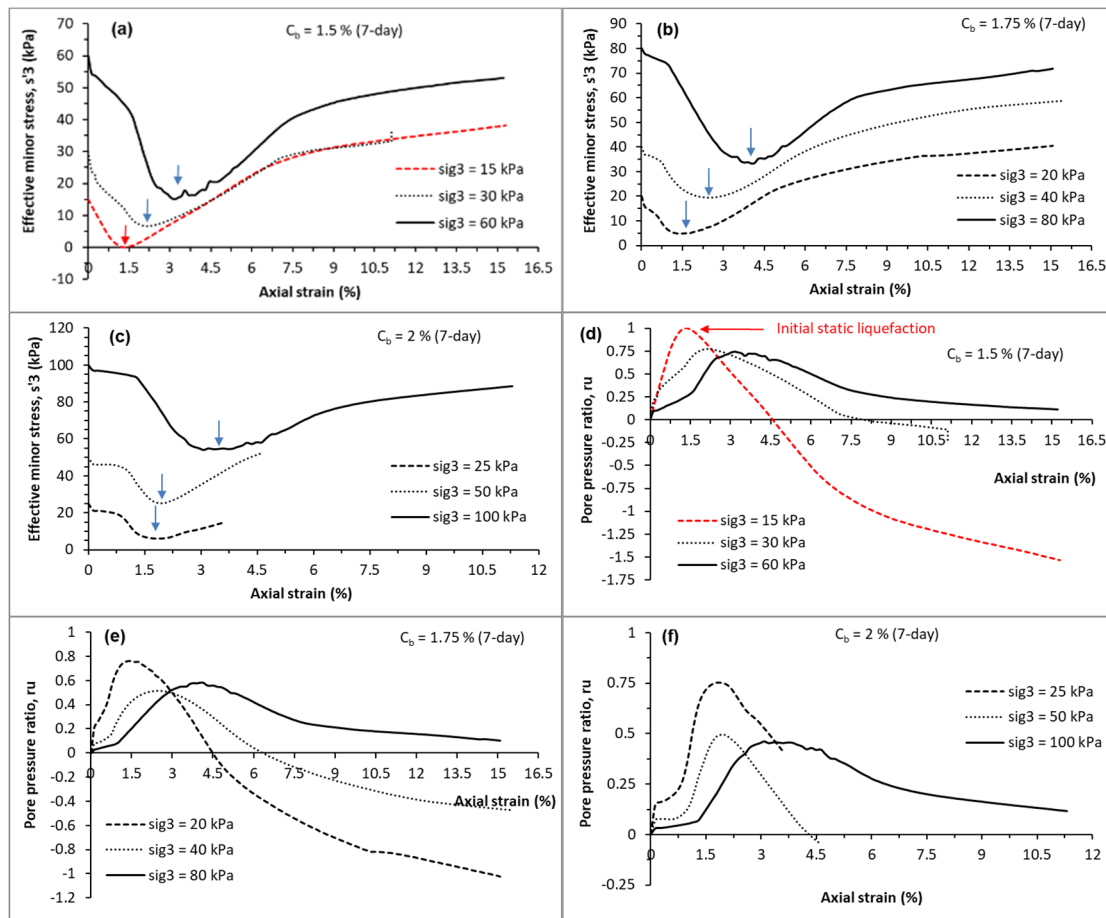 (a)
C_b = 1.5 % (7-day)
Effective minor stress, s'3 (kPa)
70
60
50
40
30
20
10
0
-10
0 1.5 3 4.5 6 7.5 9 10.5 12 13.5 15 16.5
Axial strain (%)
sig3 = 15 kPa
sig3 = 30 kPa
sig3 = 60 kPa
(b)
C_b = 1.75 % (7-day)
Effective minor stress, s'3 (kPa)
90
80
70
60
50
40
30
20
10
0
0 1.5 3 4.5 6 7.5 9 10.5 12 13.5 15 16.5
Axial strain (%)
sig3 = 20 kPa
sig3 = 40 kPa
sig3 = 80 kPa
(c)
C_b = 2 % (7-day)
Effective minor stress, s'3 (kPa)
120
100
80
60
40
20
0
0 1.5 3 4.5 6 7.5 9 10.5 12
Axial strain (%)
sig3 = 25 kPa
sig3 = 50 kPa
sig3 = 100 kPa
(d)
Initial static liquefaction
C_b = 1.5 % (7-day)
Pore pressure ratio, ru
1
0.75
0.5
0.25
0
-0.25
-0.5
-0.75
-1
-1.25
-1.5
-1.75
0 1.5 3 4.5 6 7.5 9 10.5 12 13.5 15 16.5
Axial strain (%)
sig3 = 15 kPa
sig3 = 30 kPa
sig3 = 60 kPa
(e)
C_b = 1.75 % (7-day)
Pore pressure ratio, ru
1
0.8
0.6
0.4
0.2
0
-0.2
-0.4
-0.6
-0.8
-1
-1.2
0 1.5 3 4.5 6 7.5 9 10.5 12 13.5 15 16.5
Axial strain (%)
sig3 = 20 kPa
sig3 = 40 kPa
sig3 = 80 kPa
(f)
C_b = 2 % (7-day)
Pore pressure ratio, ru
1
0.75
0.5
0.25
0
-0.25
0 1.5 3 4.5 6 7.5 9 10.5 12
Axial strain (%)
sig3 = 25 kPa
sig3 = 50 kPa
sig3 = 100 kPa